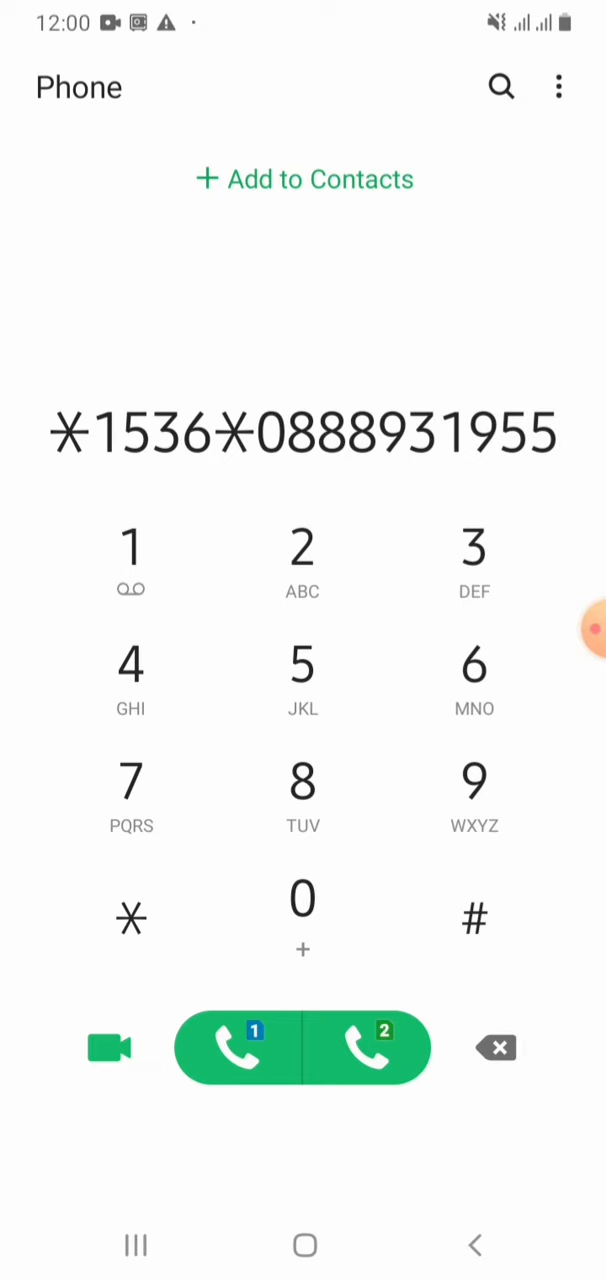 12:00
Phone
+ Add to Contacts
*1536*0888931955
1 2 3
ABC DEF
4 5 6
GHI JKL MNO
7 8 9
PQRS TUV WXYZ
* 0 #
+
1 2